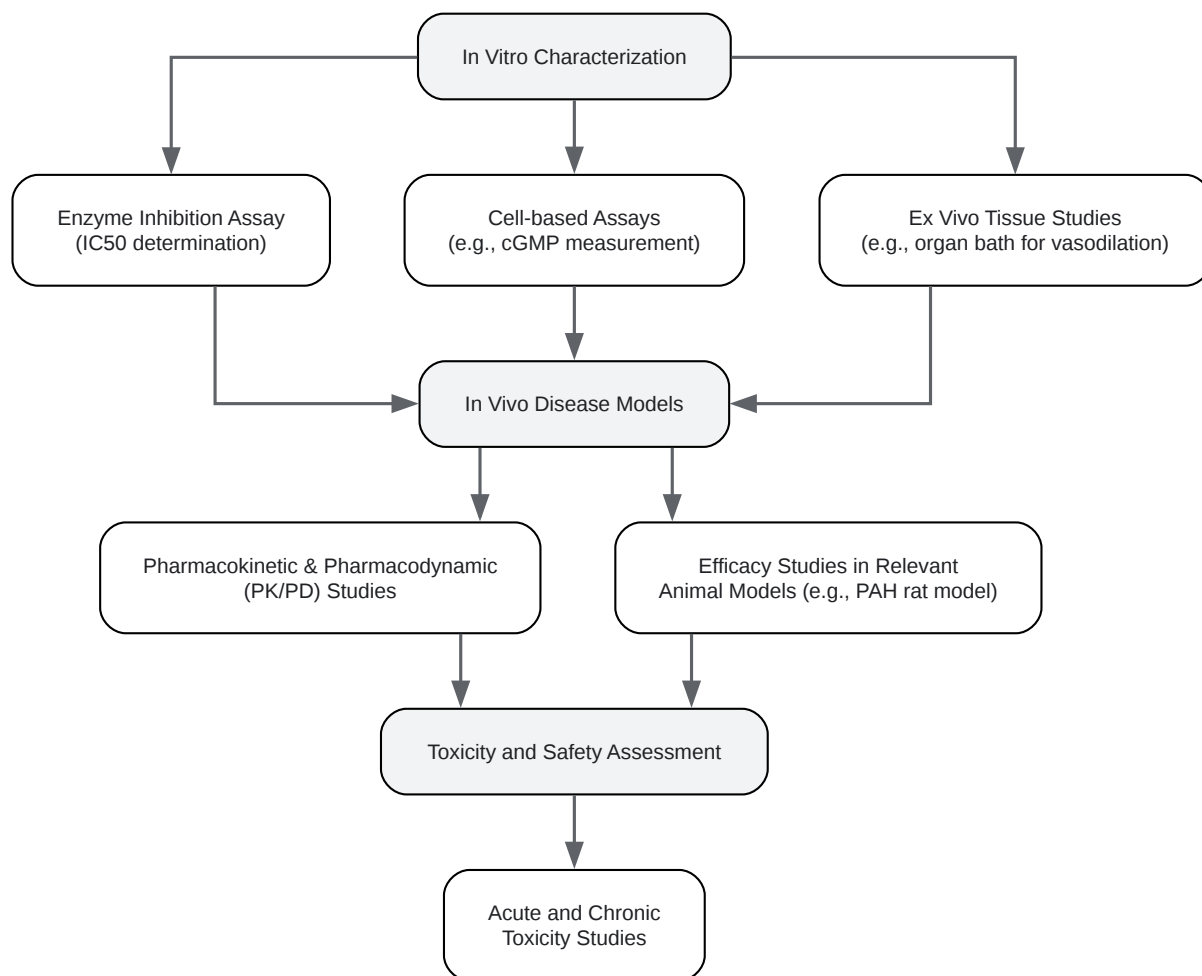 In Vitro Characterization
Enzyme Inhibition Assay
(IC50 determination)
Cell-based Assays
(e.g., cGMP measurement)
Ex Vivo Tissue Studies
(e.g., organ bath for vasodilation)
In Vivo Disease Models
Pharmacokinetic & Pharmacodynamic
(PK/PD) Studies
Efficacy Studies in Relevant
Animal Models (e.g., PAH rat model)
Toxicity and Safety Assessment
Acute and Chronic
Toxicity Studies